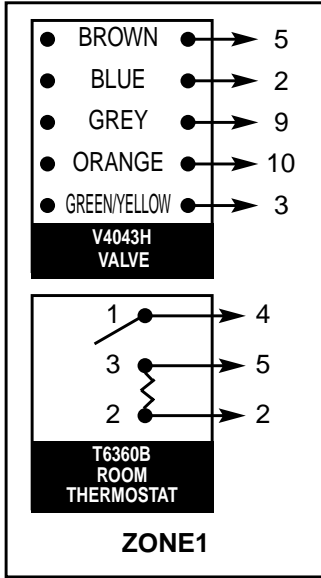 BROWN 5
BLUE 2
GREY 9
ORANGE 10
GREEN/YELLOW 3
V4043H
VALVE
1 4
3 5
2 2
T6360B
ROOM
THERMOSTAT
ZONE1